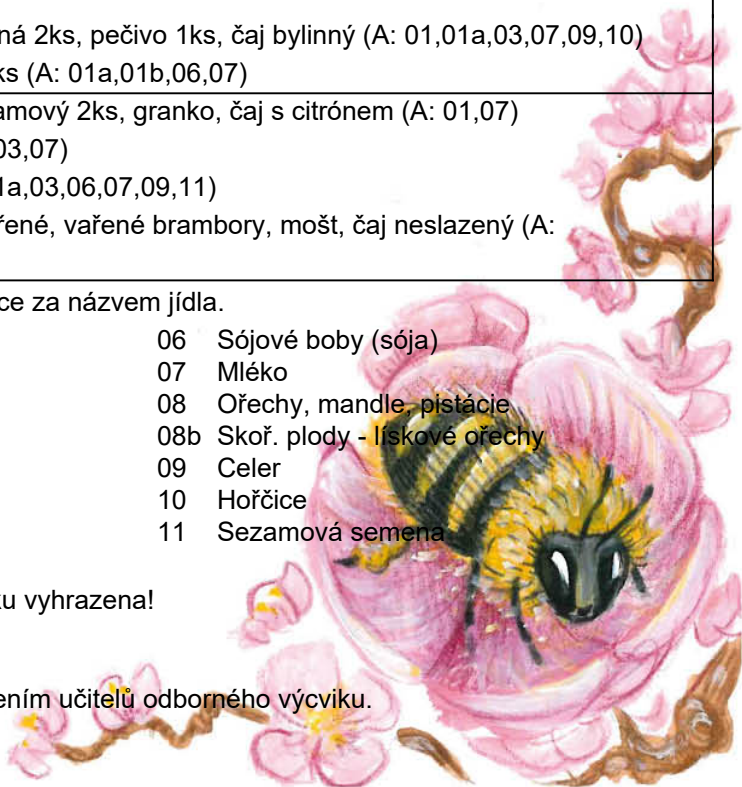 ná 2ks, pečivo 1ks, čaj bylinný (A: 01,01a,03,07,09,10)
ks (A: 01a,01b,06,07)
amový 2ks, granko, čaj s citrónem (A: 01,07)
03,07)
1a,03,06,07,09,11)
řené, vařené brambory, mošt, čaj neslazený (A:
ce za názvem jídla.
06 Sójové boby (sója)
07 Mléko
08 Ořechy, mandle, pistácie
08b Skoř. plody - lískové ořechy
09 Celer
10 Hořčice
11 Sezamová semena
ku vyhrazena!
ením učitelů odborného výcviku.